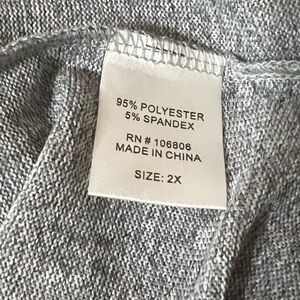 95% POLYESTER
5% SPANDEX
RN # 106806
MADE IN CHINA
SIZE: 2X